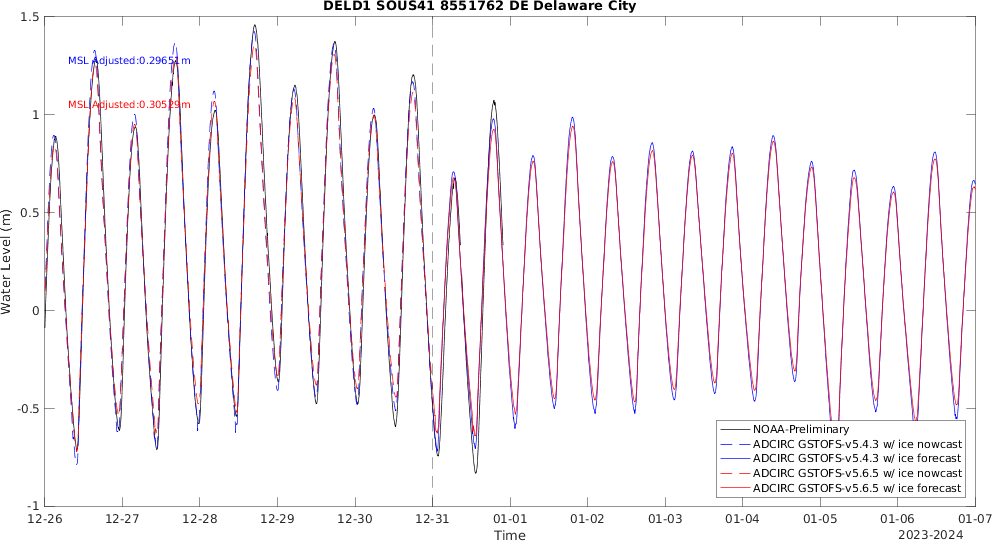 DELD1 SOUS41 8551762 DE Delaware City
1.5
1
0.5
0
-0.5
-1
Water Level (m)
MSL Adjusted:0.29651m
MSL Adjusted:0.30529m
NOAA-Preliminary
ADCIRC GSTOFS-v5.4.3 w/ ice nowcast
ADCIRC GSTOFS-v5.4.3 w/ ice forecast
ADCIRC GSTOFS-v5.6.5 w/ ice nowcast
ADCIRC GSTOFS-v5.6.5 w/ ice forecast
12-26 12-27 12-28 12-29 12-30 12-31 01-01 01-02 01-03 01-04 01-05 01-06 01-07
Time
2023-2024